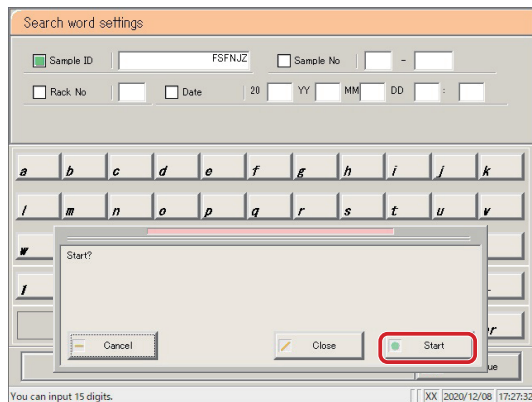 Search word settings
Sample ID FSFNJZ Sample No -
Rack No Date 20 YY MM DD :
a b c d e f g h i j k
l m n o p q r s t u v
w
Start?
1 -
Cancel Close Start
You can input 15 digits. XX 2020/12/08 17:27:32